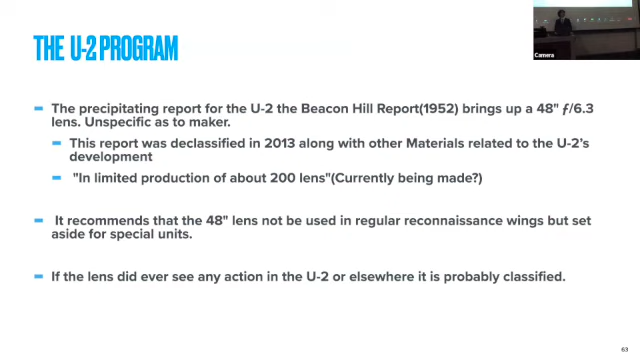 THE U-2 PROGRAM
Camera
The precipitating report for the U-2 the Beacon Hill Report(1952) brings up a 48" ƒ/6.3
lens. Unspecific as to maker.
This report was declassified in 2013 along with other Materials related to the U-2's
development
"In limited production of about 200 lens"(Currently being made?)
It recommends that the 48" lens not be used in regular reconnaissance wings but set
aside for special units.
If the lens did ever see any action in the U-2 or elsewhere it is probably classified.
63